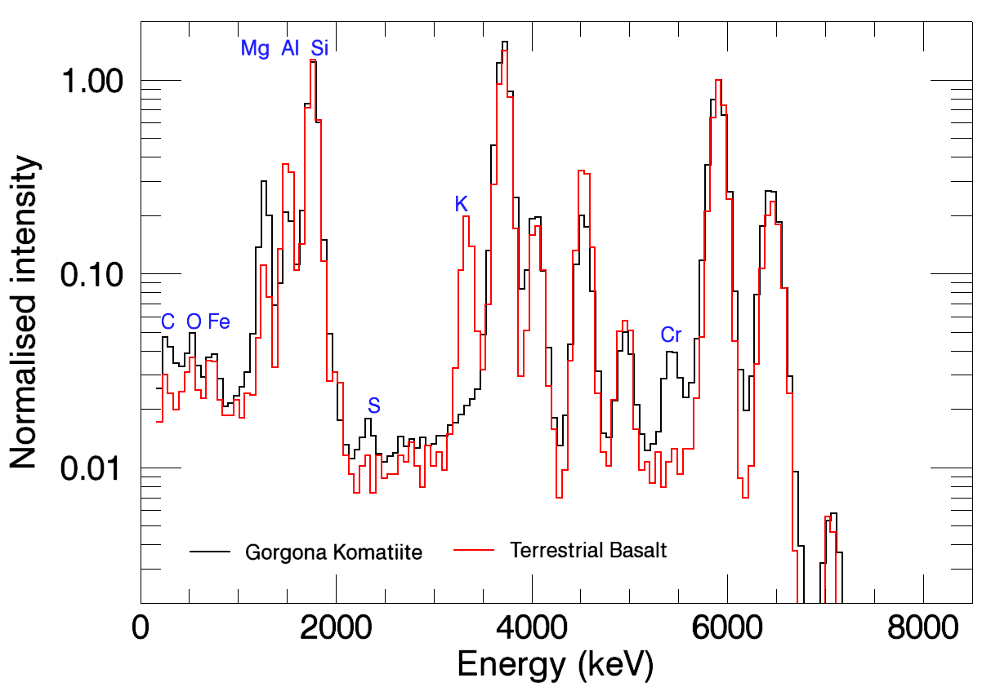 Mg Al Si
1.00
K
Normalised intensity
0.10
C O Fe
Cr
S
0.01
Gorgona Komatiite
Terrestrial Basalt
0 2000 4000 6000 8000
Energy (keV)